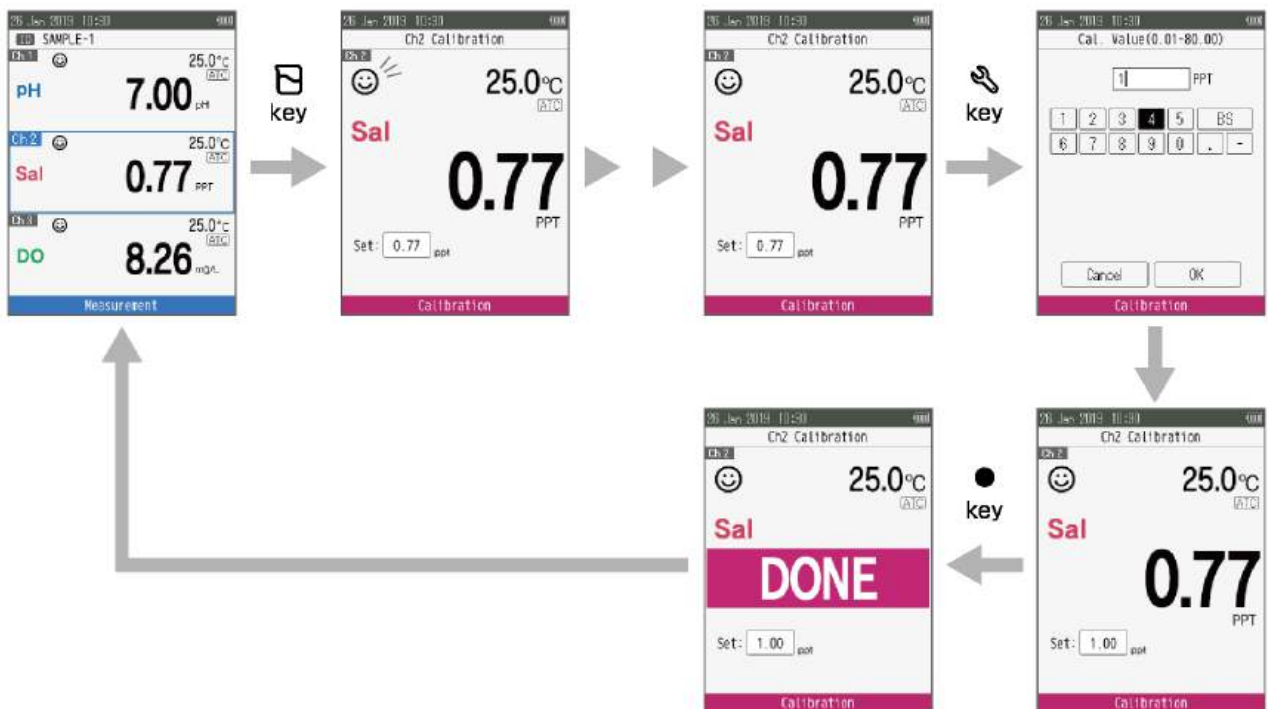 26 Jan 2019 10:30
ID SAMPLE-1
Ch 1
25.0°C
ATC
pH
7.00 pH
Ch 2
25.0°C
ATC
Sal
0.77 PPT
Ch 3
25.0°C
ATC
DO
8.26 mg/L
Measurement
key
26 Jan 2019 10:30
Ch2 Calibration
Ch 2
25.0°C
ATC
Sal
0.77
PPT
Set: 0.77 ppt
Calibration
26 Jan 2019 10:30
Ch2 Calibration
Ch 2
25.0°C
ATC
Sal
0.77
PPT
Set: 0.77 ppt
Calibration
key
26 Jan 2019 10:30
Cal. Value(0.01-80.00)
1 PPT
1 2 3 4 5 BS
6 7 8 9 0 . -
Cancel OK
Calibration
26 Jan 2019 10:30
Ch2 Calibration
Ch 2
25.0°C
ATC
Sal
DONE
Set: 1.00 ppt
Calibration
key
26 Jan 2019 10:30
Ch2 Calibration
Ch 2
25.0°C
ATC
Sal
0.77
PPT
Set: 1.00 ppt
Calibration